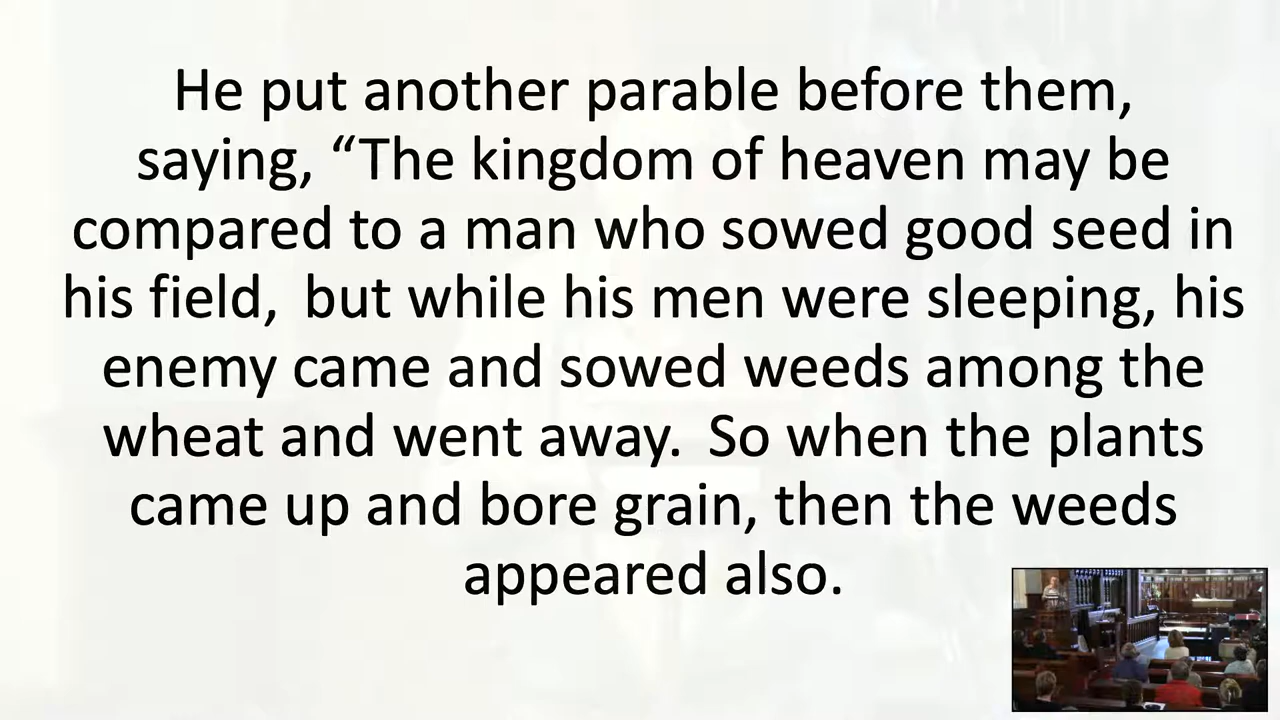 He put another parable before them,
saying, “The kingdom of heaven may be
compared to a man who sowed good seed in
his field,  but while his men were sleeping, his
enemy came and sowed weeds among the
wheat and went away.  So when the plants
came up and bore grain, then the weeds
appeared also.